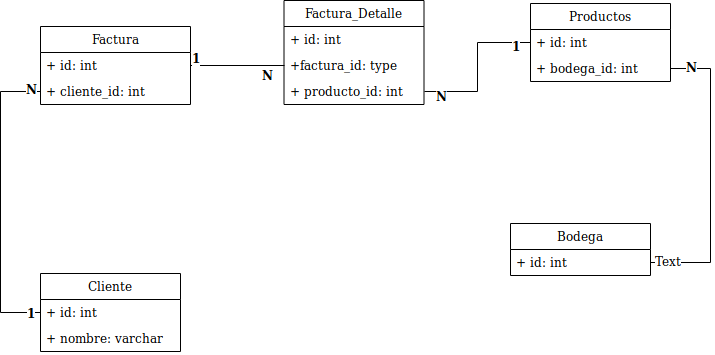 Factura
+ id: int
+ cliente_id: int
1
N
N
Factura_Detalle
+ id: int
+factura_id: type
+ producto_id: int
N
1
Productos
+ id: int
+ bodega_id: int
N
Bodega
+ id: int
Text
Cliente
+ id: int
+ nombre: varchar
1